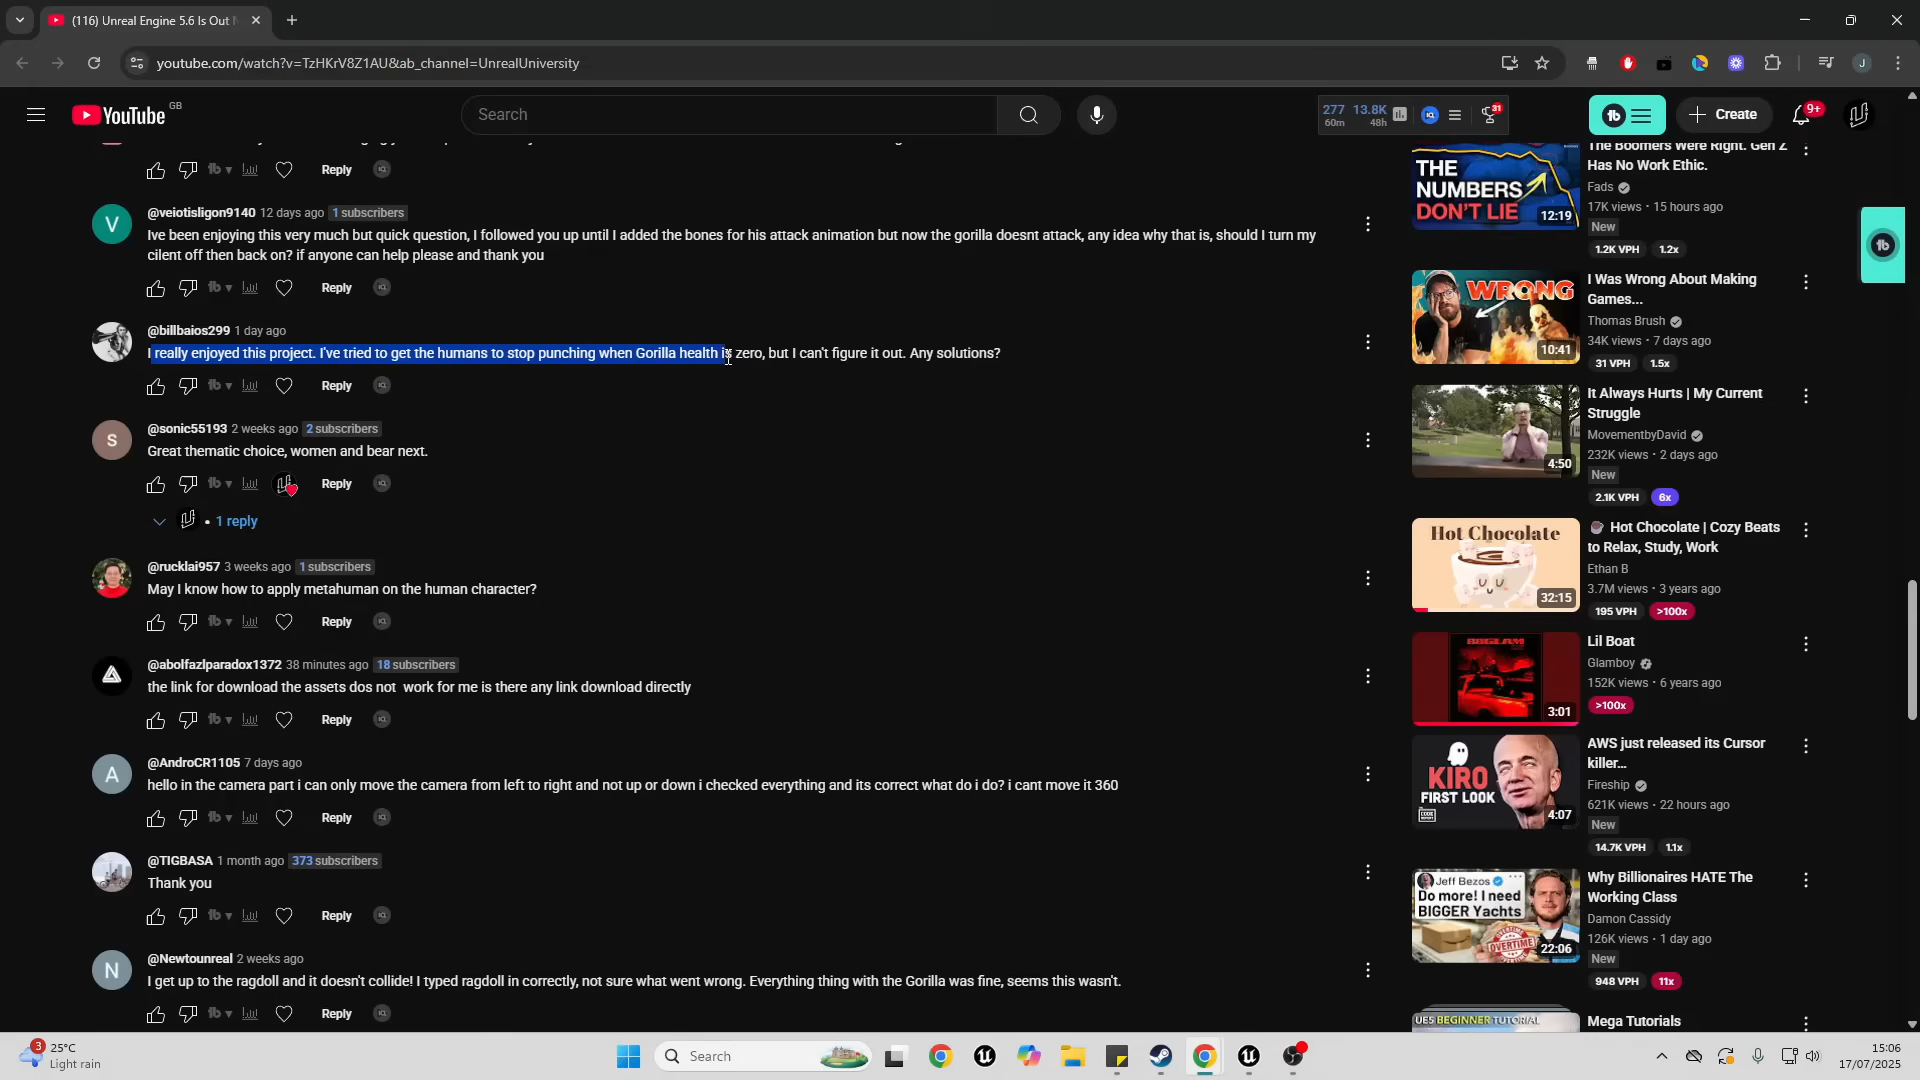 (116) Unreal Engine 5.6 Is Out
youtube.com/watch?v=TzHKrV8Z1AU&ab_channel=UnrealUniversity
YouTube GB
Search
277 13.8K
60m 48h
31
Create
9+
J
Reply
@veiotisligon9140 12 days ago 1 subscribers
Ive been enjoying this very much but quick question, I followed you up until I added the bones for his attack animation but now the gorilla doesnt attack, any idea why that is, should I turn my
cilent off then back on? if anyone can help please and thank you
Reply
@billbaios299 1 day ago
I really enjoyed this project. I've tried to get the humans to stop punching when Gorilla health is zero, but I can't figure it out. Any solutions?
Reply
S
@sonic55193 2 weeks ago 2 subscribers
Great thematic choice, women and bear next.
Reply
• 1 reply
@rucklai957 3 weeks ago 1 subscribers
May I know how to apply metahuman on the human character?
Reply
@abolfazlparadox1372 38 minutes ago 18 subscribers
the link for download the assets dos not work for me is there any link download directly
Reply
A
@AndroCR1105 7 days ago
hello in the camera part i can only move the camera from left to right and not up or down i checked everything and its correct what do i do? i cant move it 360
Reply
@TIGBASA 1 month ago 373 subscribers
Thank you
Reply
N
@Newtounreal 2 weeks ago
I get up to the ragdoll and it doesn't collide! I typed ragdoll in correctly, not sure what went wrong. Everything thing with the Gorilla was fine, seems this wasn't.
Reply
V
THE
NUMBERS
DON'T LIE
12:19
The Boomers Were Right. Gen Z
Has No Work Ethic.
Fads
17K views • 15 hours ago
New
1.2K VPH 1.2x
WRONG
10:41
I Was Wrong About Making
Games...
Thomas Brush
34K views • 7 days ago
31 VPH 1.5x
4:50
It Always Hurts | My Current
Struggle
MovementbyDavid
232K views • 2 days ago
New
2.1K VPH 6x
Hot Chocolate
32:15
Hot Chocolate | Cozy Beats
to Relax, Study, Work
Ethan B
3.7M views • 3 years ago
195 VPH >100x
88GLAM
3:01
Lil Boat
Glamboy
152K views • 6 years ago
>100x
KIRO
FIRST LOOK
4:07
AWS just released its Cursor
killer...
Fireship
621K views • 22 hours ago
New
14.7K VPH 1.1x
Jeff Bezos
Do more! I need
BIGGER Yachts
OVERTIME
22:06
Why Billionaires HATE The
Working Class
Damon Cassidy
126K views • 1 day ago
New
948 VPH 11x
UE5 BEGINNER TUTORIAL
Mega Tutorials
3
25°C
Light rain
Search
15:06
17/07/2025